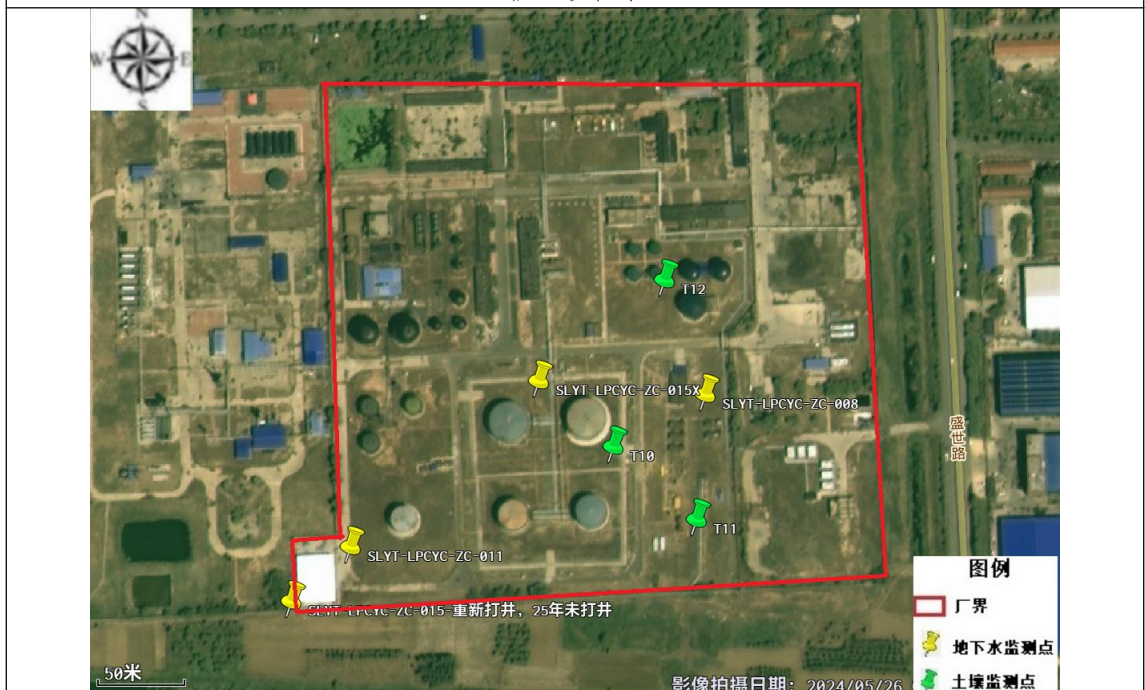 N
W
E
S
T12
SLYT-LPCYC-ZC-015X
SLYT-LPCYC-ZC-008
T10
盛世路
T11
SLYT-LPCYC-ZC-011
SLYT-LPCYC-ZC-015-重新打井，25年未打井
图例
厂界
地下水监测点
土壤监测点
50米
影像拍摄日期: 2024/05/26